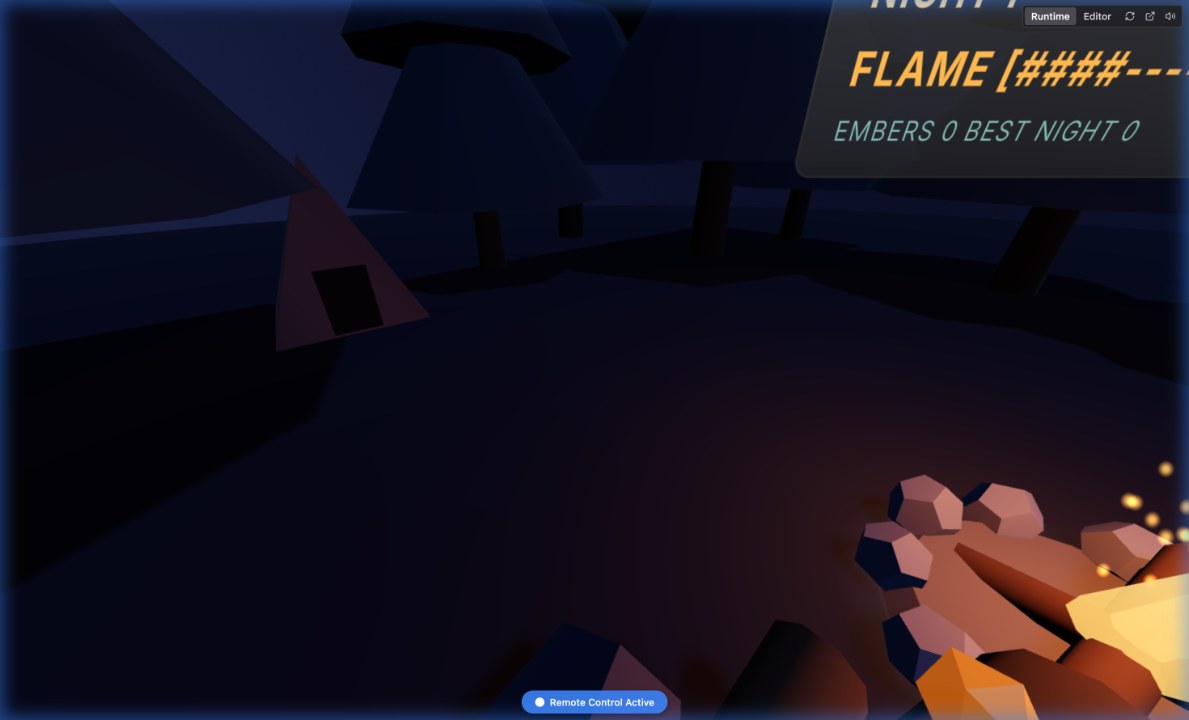 Runtime Editor
FLAME [####----
EMBERS 0 BEST NIGHT 0
Remote Control Active